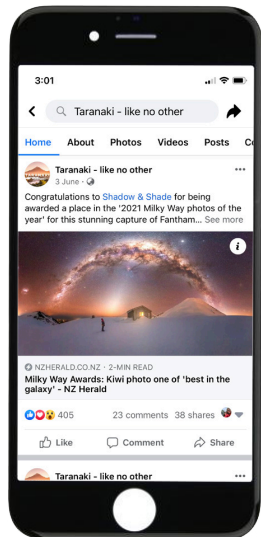 3:01
Taranaki - like no other
Home About Photos Videos Posts Co
Taranaki - like no other
3 June ·
Congratulations to Shadow & Shade for being
awarded a place in the '2021 Milky Way photos of the
year' for this stunning capture of Fantham... See more
i
NZHERALD.CO.NZ · 2-MIN READ
Milky Way Awards: Kiwi photo one of 'best in the
galaxy' - NZ Herald
405 23 comments 38 shares
Like Comment Share
Taranaki - like no other